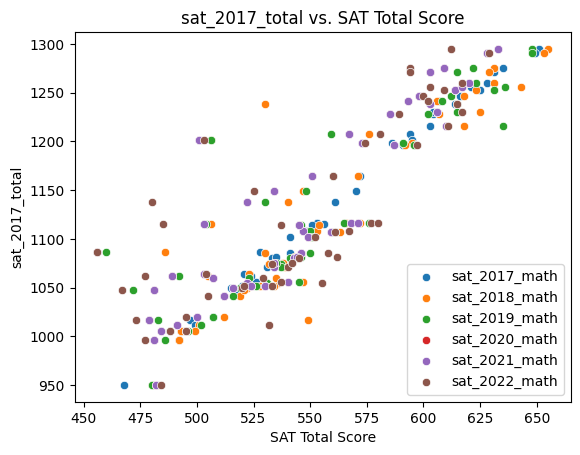 sat_2017_total vs. SAT Total Score
1300
1250
1200
1150
1100
1050
1000
950
sat_2017_total
sat_2017_math
sat_2018_math
sat_2019_math
sat_2020_math
sat_2021_math
sat_2022_math
450 475 500 525 550 575 600 625 650
SAT Total Score